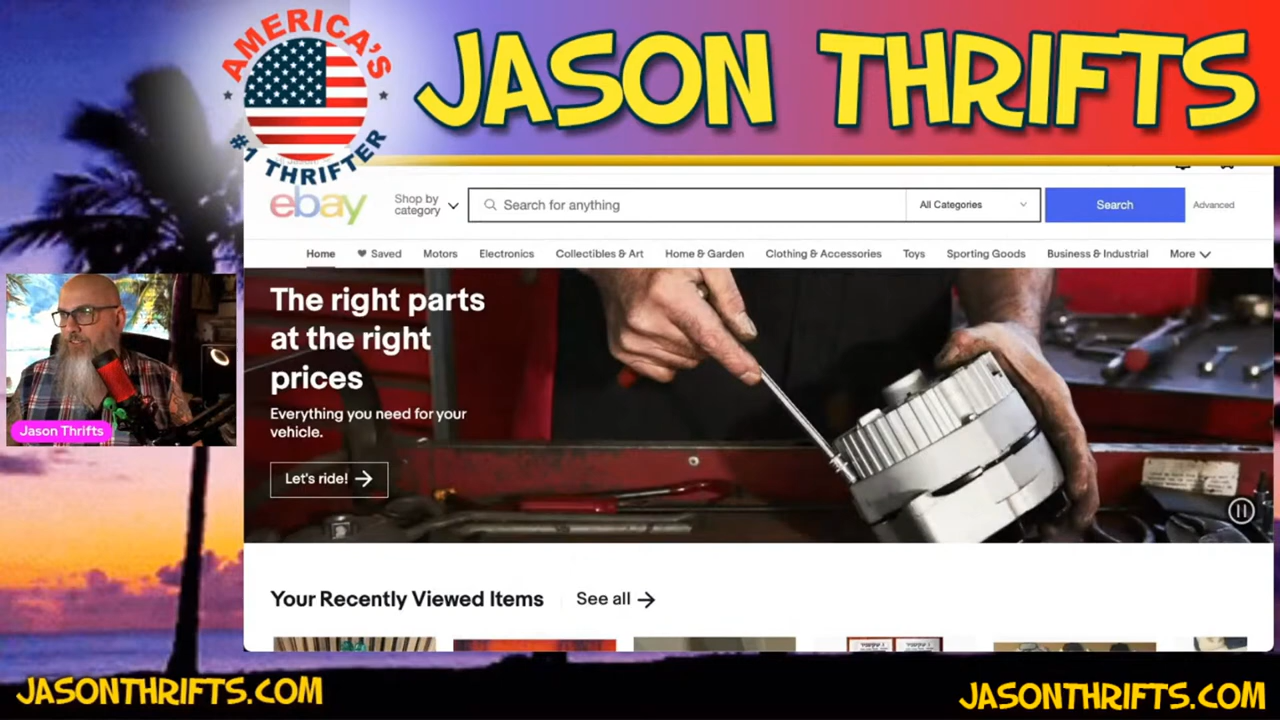 AMERICA'S
#1 THRIFTER
JASON THRIFTS
ebay
Shop by
category
Search for anything
All Categories
Search
Advanced
Home
Saved
Motors
Electronics
Collectibles & Art
Home & Garden
Clothing & Accessories
Toys
Sporting Goods
Business & Industrial
More
The right parts
at the right
prices
Everything you need for your
vehicle.
Let's ride!
Jason Thrifts
Your Recently Viewed Items
See all
JASONTHRIFTS.COM
JASONTHRIFTS.COM